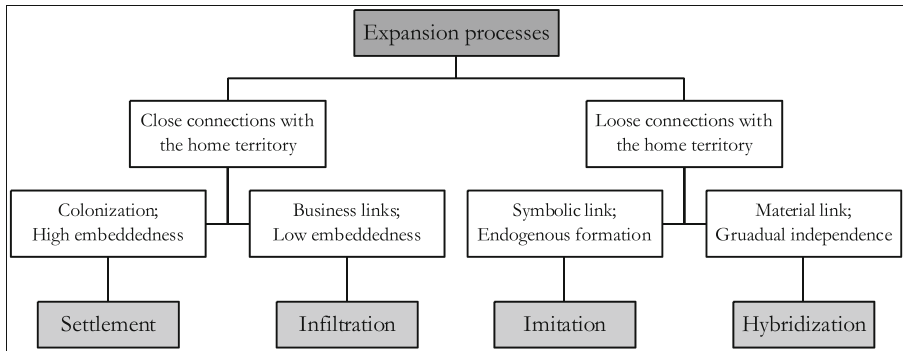 Expansion processes
Close connections with
the home territory
Loose connections with
the home territory
Colonization;
High embeddedness
Business links;
Low embeddedness
Symbolic link;
Endogenous formation
Material link;
Gruadual independence
Settlement
Infiltration
Imitation
Hybridization